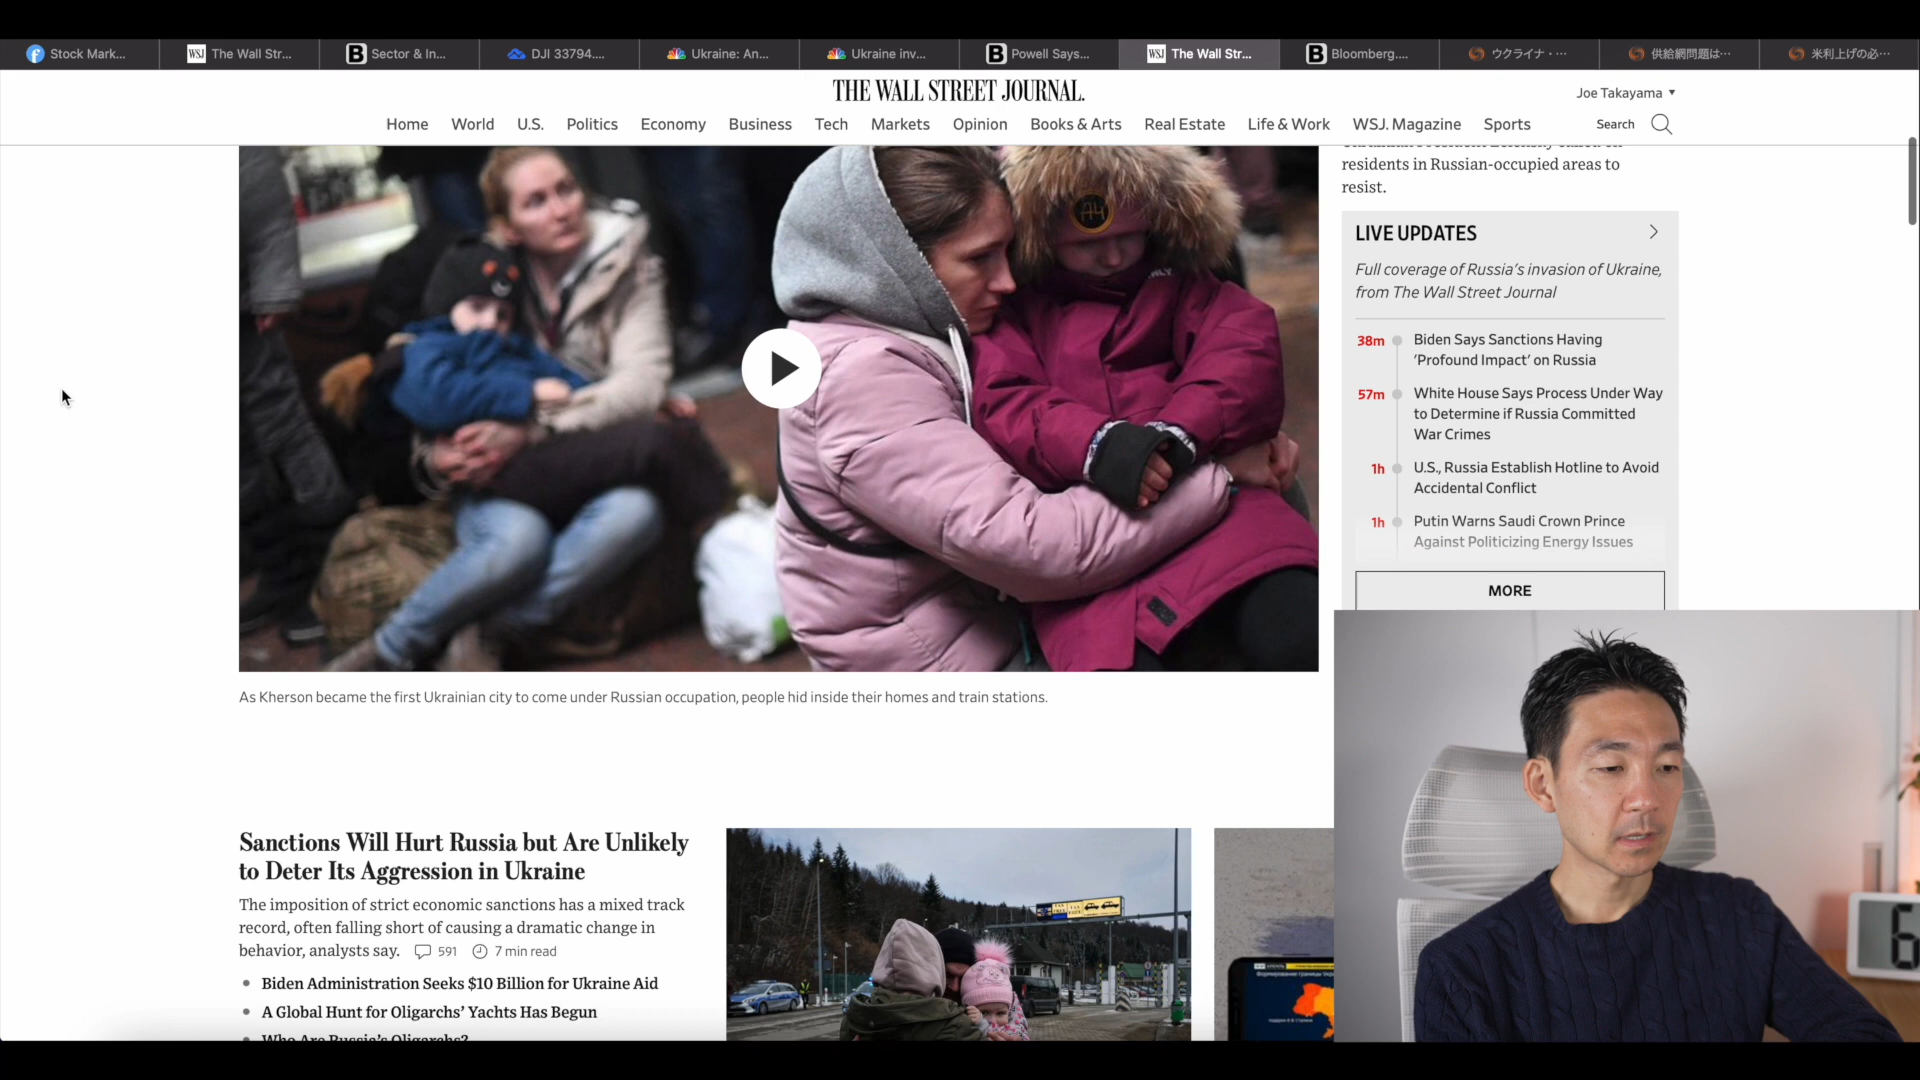 Stock Mark...
WSJ The Wall Str...
B Sector & In...
DJI 33794....
Ukraine: An...
Ukraine inv...
B Powell Says...
WSJ The Wall Str...
B Bloomberg....
ウクライナ・…
供給網問題は…
米利上げの必…
THE WALL STREET JOURNAL.
Joe Takayama
Home World U.S. Politics Economy Business Tech Markets Opinion Books & Arts Real Estate Life & Work WSJ. Magazine Sports Search
residents in Russian-occupied areas to
resist.
LIVE UPDATES
Full coverage of Russia's invasion of Ukraine,
from The Wall Street Journal
38m Biden Says Sanctions Having
'Profound Impact' on Russia
57m White House Says Process Under Way
to Determine if Russia Committed
War Crimes
1h U.S., Russia Establish Hotline to Avoid
Accidental Conflict
1h Putin Warns Saudi Crown Prince
Against Politicizing Energy Issues
MORE
As Kherson became the first Ukrainian city to come under Russian occupation, people hid inside their homes and train stations.
Sanctions Will Hurt Russia but Are Unlikely
to Deter Its Aggression in Ukraine
The imposition of strict economic sanctions has a mixed track
record, often falling short of causing a dramatic change in
behavior, analysts say. 591 7 min read
• Biden Administration Seeks $10 Billion for Ukraine Aid
• A Global Hunt for Oligarchs' Yachts Has Begun
• Who Are Russia's Oligarchs?
6